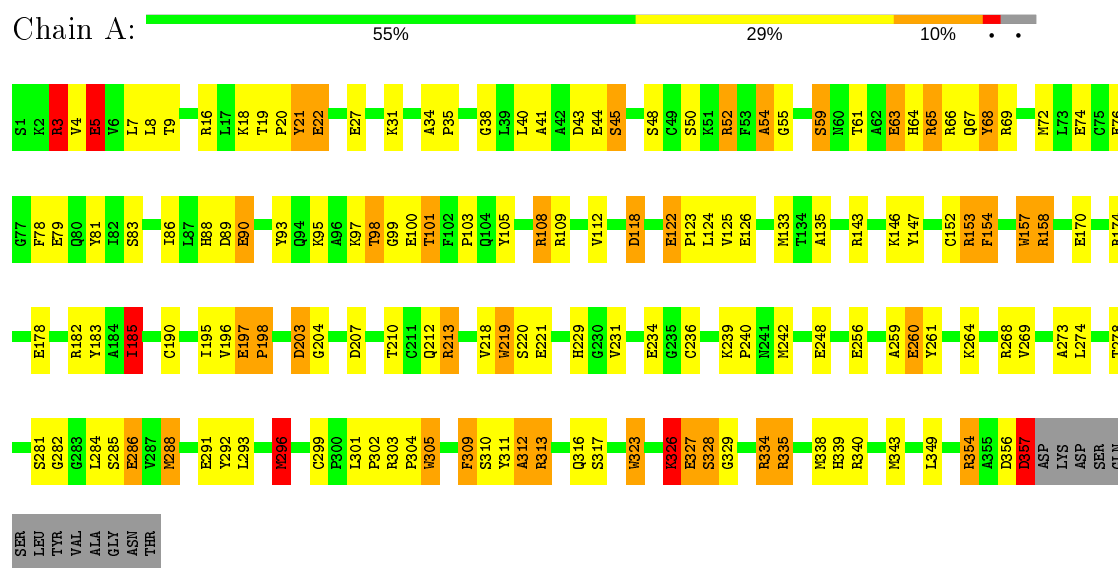 Chain A:
55% 29% 10% • •
S1 K2 R3 V4 E5 V6 L7 L8 T9 R16 L17 K18 T19 P20 Y21 E22 E27 K31 A34 P35 G38 L39 L40 A41 A42 D43 E44 S45 S48 C49 S50 K51 R52 F53 A54 G55 S59 N60 T61 A62 E63 H64 R65 R66 Q67 Y68 R69 M72 L73 E74 C75
G77 F78 E79 Q80 Y81 I82 S83 I86 L87 H88 D89 E90 Y93 Q94 K95 A96 K97 T98 G99 E100 T101 F102 P103 Q104 Y105 R108 R109 V112 D118 E122 P123 L124 V125 E126 M133 T134 A135 R143 K146 Y147 C152 R153 F154 W157 R158 E170
E178 R182 Y183 A184 I185 C190 I195 V196 E197 P198 D203 G204 D207 T210 C211 Q212 R213 V218 W219 S220 E221 H229 G230 V231 E234 G235 C236 K239 P240 N241 M242 E248 E256 A259 E260 Y261 K264 R268 V269 A273 L274 T278
S281 G282 G283 L284 S285 E286 V287 M288 E291 Y292 L293 M296 C299 P300 L301 P302 R303 P304 W305 F309 S310 Y311 A312 R313 Q316 S317 W323 K326 E327 S328 G329 R334 R335 M338 H339 R340 M343 L349 R354 A355 D356 D357 ASP LYS ASP SER GLN
SER LEU TYR VAL ALA GLY ASN THR